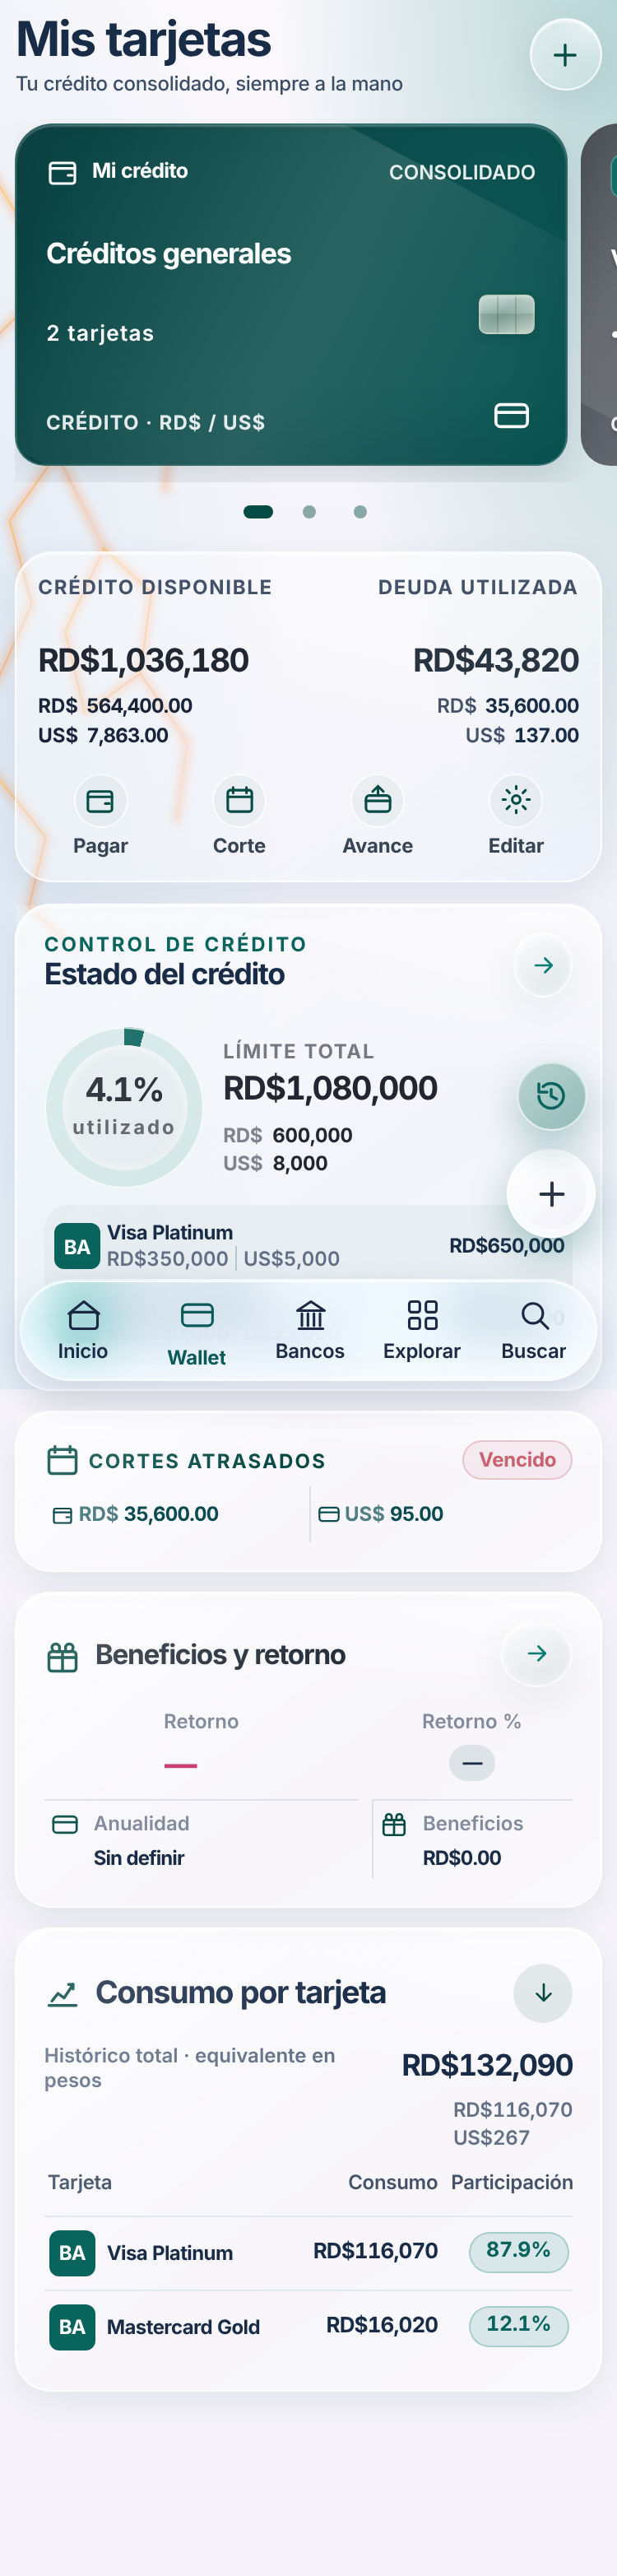 Mis tarjetas
Tu crédito consolidado, siempre a la mano
Mi crédito CONSOLIDADO
Créditos generales
2 tarjetas
CRÉDITO · RD$ / US$
CRÉDITO DISPONIBLE DEUDA UTILIZADA
RD$1,036,180 RD$43,820
RD$ 564,400.00 RD$ 35,600.00
US$ 7,863.00 US$ 137.00
Pagar Corte Avance Editar
CONTROL DE CRÉDITO
Estado del crédito
4.1%
utilizado
LÍMITE TOTAL
RD$1,080,000
RD$ 600,000
US$ 8,000
BA Visa Platinum RD$650,000
RD$350,000 US$5,000
Inicio Wallet Bancos Explorar Buscar
CORTES ATRASADOS Vencido
RD$ 35,600.00 US$ 95.00
Beneficios y retorno
Retorno Retorno %
— —
Anualidad Beneficios
Sin definir RD$0.00
Consumo por tarjeta
Histórico total · equivalente en
pesos
RD$132,090
RD$116,070
US$267
Tarjeta Consumo Participación
BA Visa Platinum RD$116,070 87.9%
BA Mastercard Gold RD$16,020 12.1%